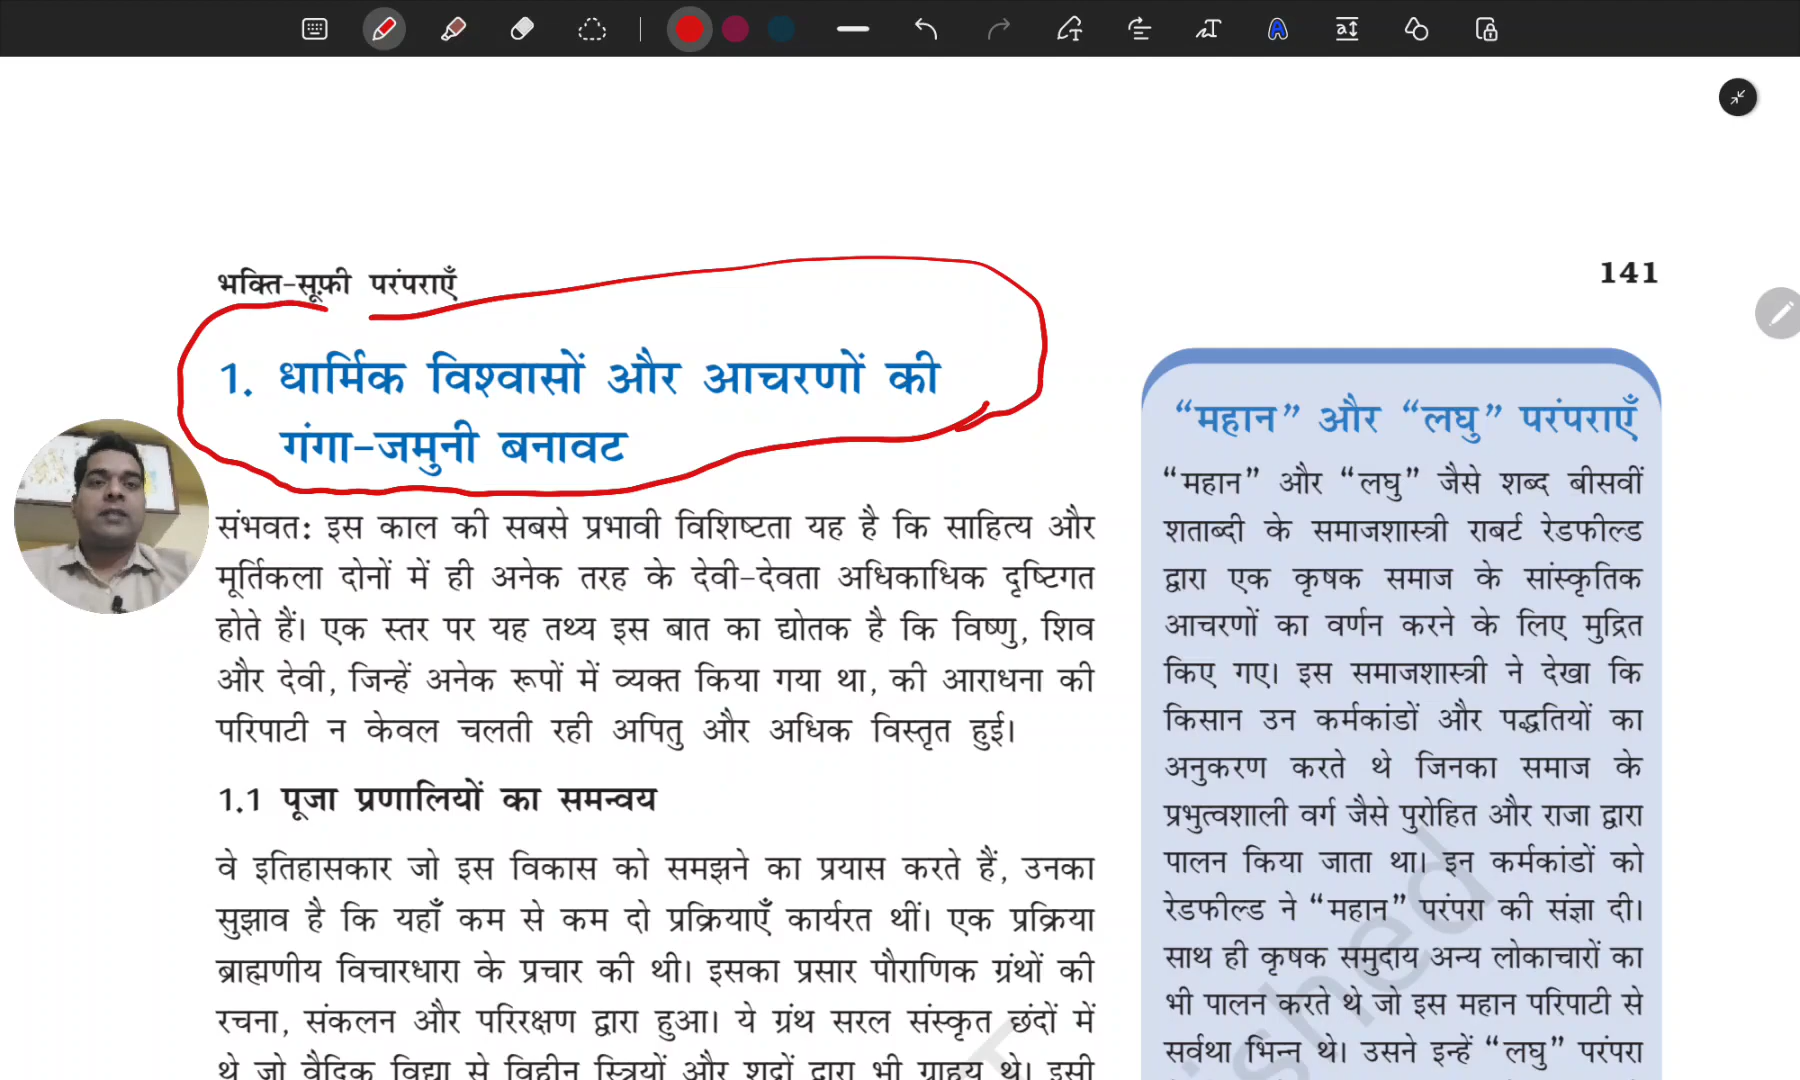 भक्ति-सूफ़ी परंपराएँ
141
1. धार्मिक विश्वासों और आचरणों की
गंगा-जमुनी बनावट
संभवत: इस काल की सबसे प्रभावी विशिष्टता यह है कि साहित्य और
मूर्तिकला दोनों में ही अनेक तरह के देवी-देवता अधिकाधिक दृष्टिगत
होते हैं। एक स्तर पर यह तथ्य इस बात का द्योतक है कि विष्णु, शिव
और देवी, जिन्हें अनेक रूपों में व्यक्त किया गया था, की आराधना की
परिपाटी न केवल चलती रही अपितु और अधिक विस्तृत हुई।
1.1 पूजा प्रणालियों का समन्वय
वे इतिहासकार जो इस विकास को समझने का प्रयास करते हैं, उनका
सुझाव है कि यहाँ कम से कम दो प्रक्रियाएँ कार्यरत थीं। एक प्रक्रिया
ब्राह्मणीय विचारधारा के प्रचार की थी। इसका प्रसार पौराणिक ग्रंथों की
रचना, संकलन और परिरक्षण द्वारा हुआ। ये ग्रंथ सरल संस्कृत छंदों में
थे जो वैदिक विद्या से विहीन स्त्रियों और शूद्रों द्वारा भी ग्राह्य थे। इसी
“महान” और “लघु” परंपराएँ
“महान” और “लघु” जैसे शब्द बीसवीं
शताब्दी के समाजशास्त्री राबर्ट रेडफील्ड
द्वारा एक कृषक समाज के सांस्कृतिक
आचरणों का वर्णन करने के लिए मुद्रित
किए गए। इस समाजशास्त्री ने देखा कि
किसान उन कर्मकांडों और पद्धतियों का
अनुकरण करते थे जिनका समाज के
प्रभुत्वशाली वर्ग जैसे पुरोहित और राजा द्वारा
पालन किया जाता था। इन कर्मकांडों को
रेडफील्ड ने “महान” परंपरा की संज्ञा दी।
साथ ही कृषक समुदाय अन्य लोकाचारों का
भी पालन करते थे जो इस महान परिपाटी से
सर्वथा भिन्न थे। उसने इन्हें “लघु” परंपरा